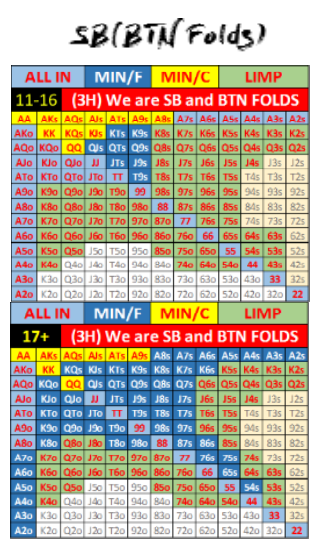 SB(BTN Folds)
ALL IN MIN/F MIN/C LIMP
11-16 (3H) We are SB and BTN FOLDS
AA AKs AQs AJs ATs A9s A8s A7s A6s A5s A4s A3s A2s
AKo KK KQs KJs KTs K9s K8s K7s K6s K5s K4s K3s K2s
AQo KQo QQ QJs QTs Q9s Q8s Q7s Q6s Q5s Q4s Q3s Q2s
AJo KJo QJo JJ JTs J9s J8s J7s J6s J5s J4s J3s J2s
ATo KTo QTo JTo TT T9s T8s T7s T6s T5s T4s T3s T2s
A9o K9o Q9o J9o T9o 99 98s 97s 96s 95s 94s 93s 92s
A8o K8o Q8o J8o T8o 98o 88 87s 86s 85s 84s 83s 82s
A7o K7o Q7o J7o T7o 97o 87o 77 76s 75s 74s 73s 72s
A6o K6o Q6o J6o T6o 96o 86o 76o 66 65s 64s 63s 62s
A5o K5o Q5o J5o T5o 95o 85o 75o 65o 55 54s 53s 52s
A4o K4o Q4o J4o T4o 94o 84o 74o 64o 54o 44 43s 42s
A3o K3o Q3o J3o T3o 93o 83o 73o 63o 53o 43o 33 32s
A2o K2o Q2o J2o T2o 92o 82o 72o 62o 52o 42o 32o 22
ALL IN MIN/F MIN/C LIMP
17+ (3H) We are SB and BTN FOLDS
AA AKs AQs AJs ATs A9s A8s A7s A6s A5s A4s A3s A2s
AKo KK KQs KJs KTs K9s K8s K7s K6s K5s K4s K3s K2s
AQo KQo QQ QJs QTs Q9s Q8s Q7s Q6s Q5s Q4s Q3s Q2s
AJo KJo QJo JJ JTs J9s J8s J7s J6s J5s J4s J3s J2s
ATo KTo QTo JTo TT T9s T8s T7s T6s T5s T4s T3s T2s
A9o K9o Q9o J9o T9o 99 98s 97s 96s 95s 94s 93s 92s
A8o K8o Q8o J8o T8o 98o 88 87s 86s 85s 84s 83s 82s
A7o K7o Q7o J7o T7o 97o 87o 77 76s 75s 74s 73s 72s
A6o K6o Q6o J6o T6o 96o 86o 76o 66 65s 64s 63s 62s
A5o K5o Q5o J5o T5o 95o 85o 75o 65o 55 54s 53s 52s
A4o K4o Q4o J4o T4o 94o 84o 74o 64o 54o 44 43s 42s
A3o K3o Q3o J3o T3o 93o 83o 73o 63o 53o 43o 33 32s
A2o K2o Q2o J2o T2o 92o 82o 72o 62o 52o 42o 32o 22